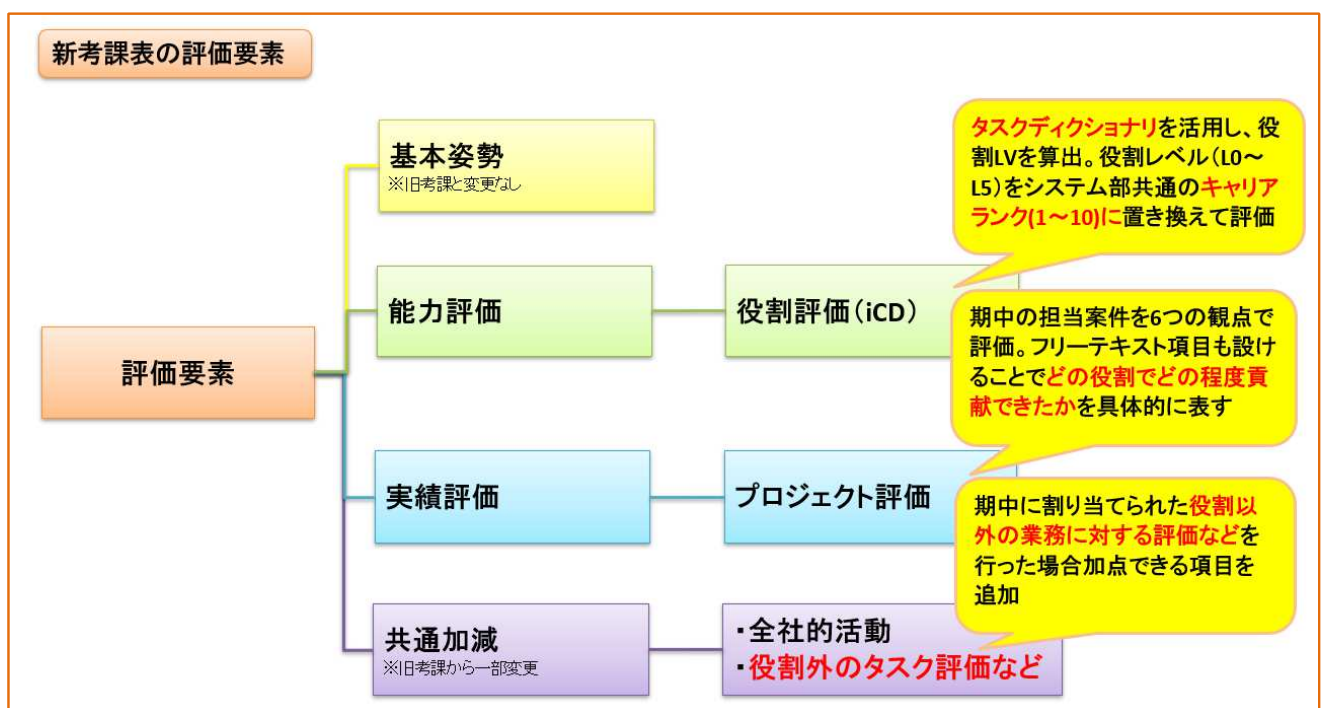 新考課表の評価要素
基本姿勢
※旧考課と変更なし
タスクディクショナリを活用し、役
割LVを算出。役割レベル(L0～
L5)をシステム部共通のキャリア
ランク(1～10)に置き換えて評価
能力評価
役割評価(iCD)
評価要素
期中の担当案件を6つの観点で
評価。フリーテキスト項目も設け
ることでどの役割でどの程度貢
献できたかを具体的に表す
実績評価
プロジェクト評価
期中に割り当てられた役割以
外の業務に対する評価などを
行った場合加点できる項目を
追加
共通加減
※旧考課から一部変更
・全社的活動
・役割外のタスク評価など